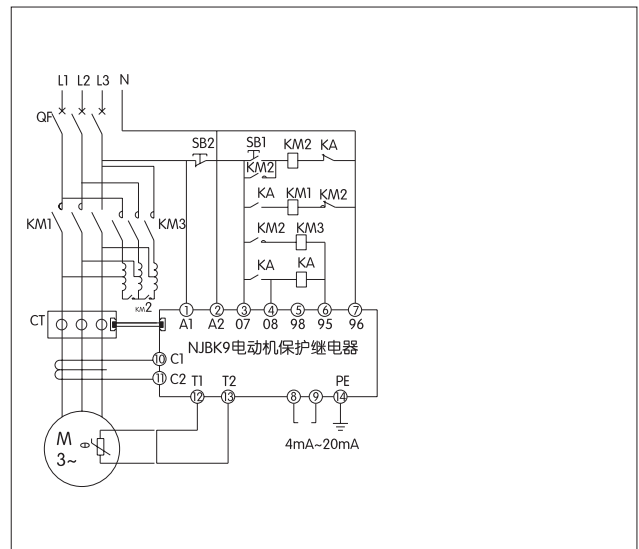 L1 L2 L3 N
QF
SB2 SB1 KM2 KA
KM2
KA KM1 KM2
KM1 KM3
KM2 KM3
KA KA
KM2
CT
① ② ③ ④ ⑤ ⑥ ⑦
A1 A2 07 08 98 95 96
NJBK9电动机保护继电器
⑩ C1
⑪ C2
T1 T2 PE
⑫ ⑬ ⑧ ⑨ ⑭
M
3~
θ
4mA~20mA